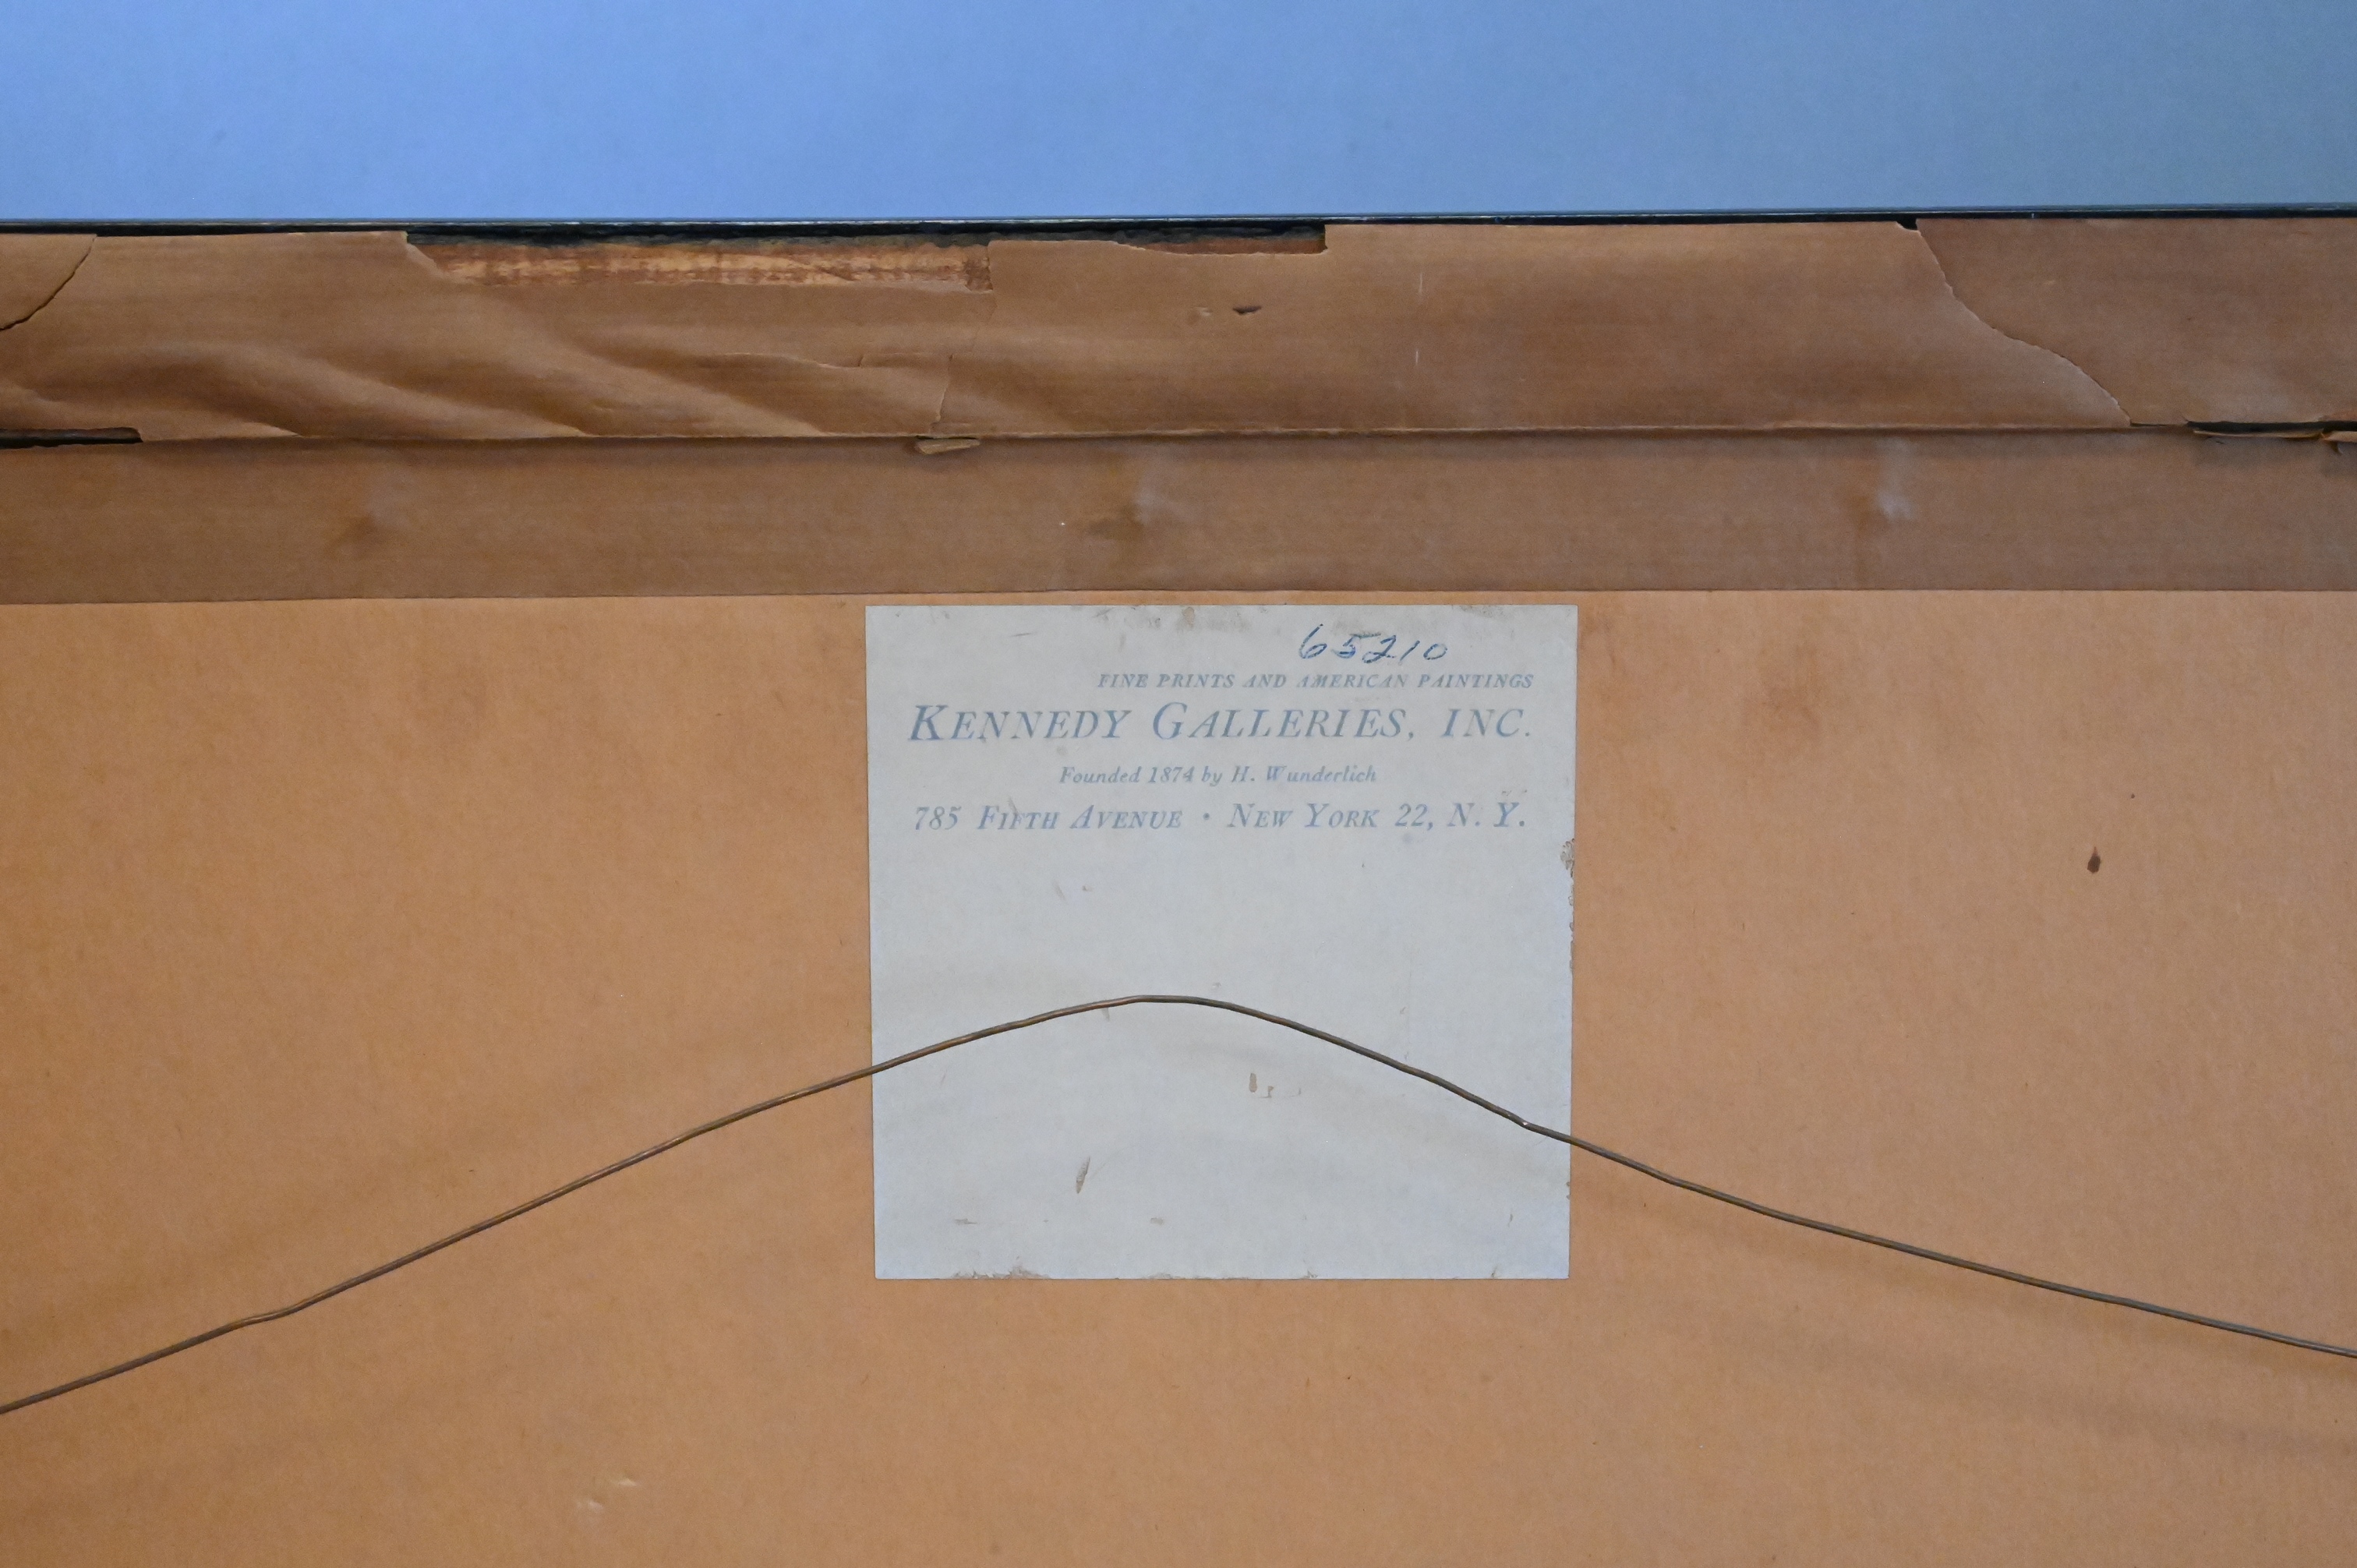 65210
FINE PRINTS AND AMERICAN PAINTINGS
KENNEDY GALLERIES, INC.
Founded 1874 by H. Wunderlich
785 FIFTH AVENUE · NEW YORK 22, N. Y.